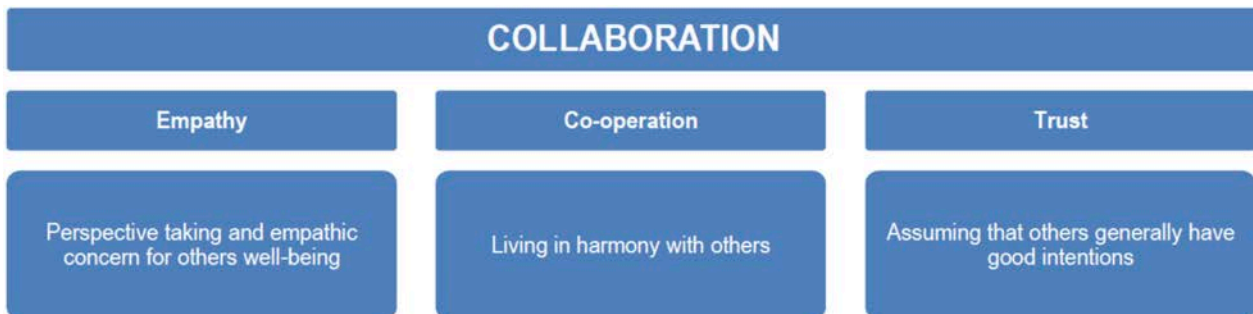 COLLABORATION
Empathy
Co-operation
Trust
Perspective taking and empathic
concern for others well-being
Living in harmony with others
Assuming that others generally have
good intentions